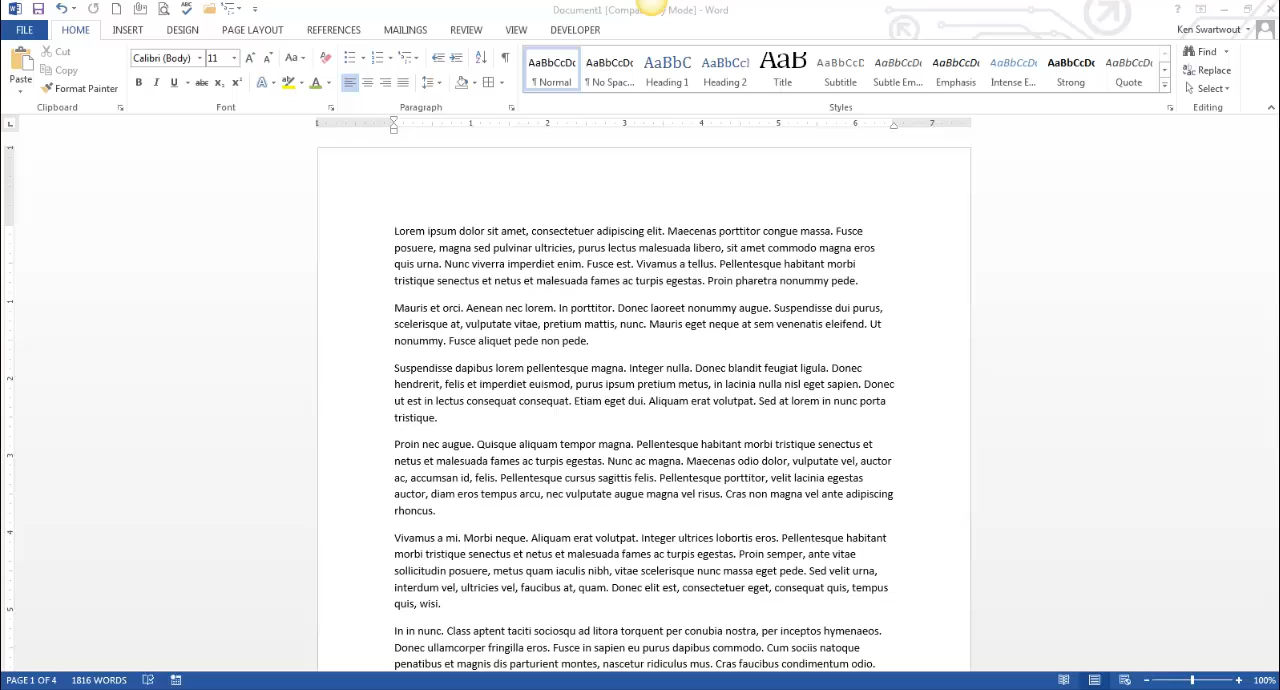 Document1 [Compatibility Mode] - Word
FILE HOME INSERT DESIGN PAGE LAYOUT REFERENCES MAILINGS REVIEW VIEW DEVELOPER Ken Swartwout
Paste
Cut
Copy
Format Painter
Clipboard
Calibri (Body) 11
Font
Paragraph
AaBbCcDc AaBbCcDc AaBbC AaBbCcI AaB AaBbCcD AaBbCcDc AaBbCcDc AaBbCcDc AaBbCcDc AaBbCcDc
¶ Normal ¶ No Spac... Heading 1 Heading 2 Title Subtitle Subtle Em... Emphasis Intense E... Strong Quote
Styles
Find
Replace
Select
Editing
1 1 2 3 4 5 6 7
Lorem ipsum dolor sit amet, consectetuer adipiscing elit. Maecenas porttitor congue massa. Fusce
posuere, magna sed pulvinar ultricies, purus lectus malesuada libero, sit amet commodo magna eros
quis urna. Nunc viverra imperdiet enim. Fusce est. Vivamus a tellus. Pellentesque habitant morbi
tristique senectus et netus et malesuada fames ac turpis egestas. Proin pharetra nonummy pede.
Mauris et orci. Aenean nec lorem. In porttitor. Donec laoreet nonummy augue. Suspendisse dui purus,
scelerisque at, vulputate vitae, pretium mattis, nunc. Mauris eget neque at sem venenatis eleifend. Ut
nonummy. Fusce aliquet pede non pede.
Suspendisse dapibus lorem pellentesque magna. Integer nulla. Donec blandit feugiat ligula. Donec
hendrerit, felis et imperdiet euismod, purus ipsum pretium metus, in lacinia nulla nisl eget sapien. Donec
ut est in lectus consequat consequat. Etiam eget dui. Aliquam erat volutpat. Sed at lorem in nunc porta
tristique.
Proin nec augue. Quisque aliquam tempor magna. Pellentesque habitant morbi tristique senectus et
netus et malesuada fames ac turpis egestas. Nunc ac magna. Maecenas odio dolor, vulputate vel, auctor
ac, accumsan id, felis. Pellentesque cursus sagittis felis. Pellentesque porttitor, velit lacinia egestas
auctor, diam eros tempus arcu, nec vulputate augue magna vel risus. Cras non magna vel ante adipiscing
rhoncus.
Vivamus a mi. Morbi neque. Aliquam erat volutpat. Integer ultrices lobortis eros. Pellentesque habitant
morbi tristique senectus et netus et malesuada fames ac turpis egestas. Proin semper, ante vitae
sollicitudin posuere, metus quam iaculis nibh, vitae scelerisque nunc massa eget pede. Sed velit urna,
interdum vel, ultricies vel, faucibus at, quam. Donec elit est, consectetuer eget, consequat quis, tempus
quis, wisi.
In in nunc. Class aptent taciti sociosqu ad litora torquent per conubia nostra, per inceptos hymenaeos.
Donec ullamcorper fringilla eros. Fusce in sapien eu purus dapibus commodo. Cum sociis natoque
penatibus et magnis dis parturient montes, nascetur ridiculus mus. Cras faucibus condimentum odio.
PAGE 1 OF 4 1816 WORDS 100%